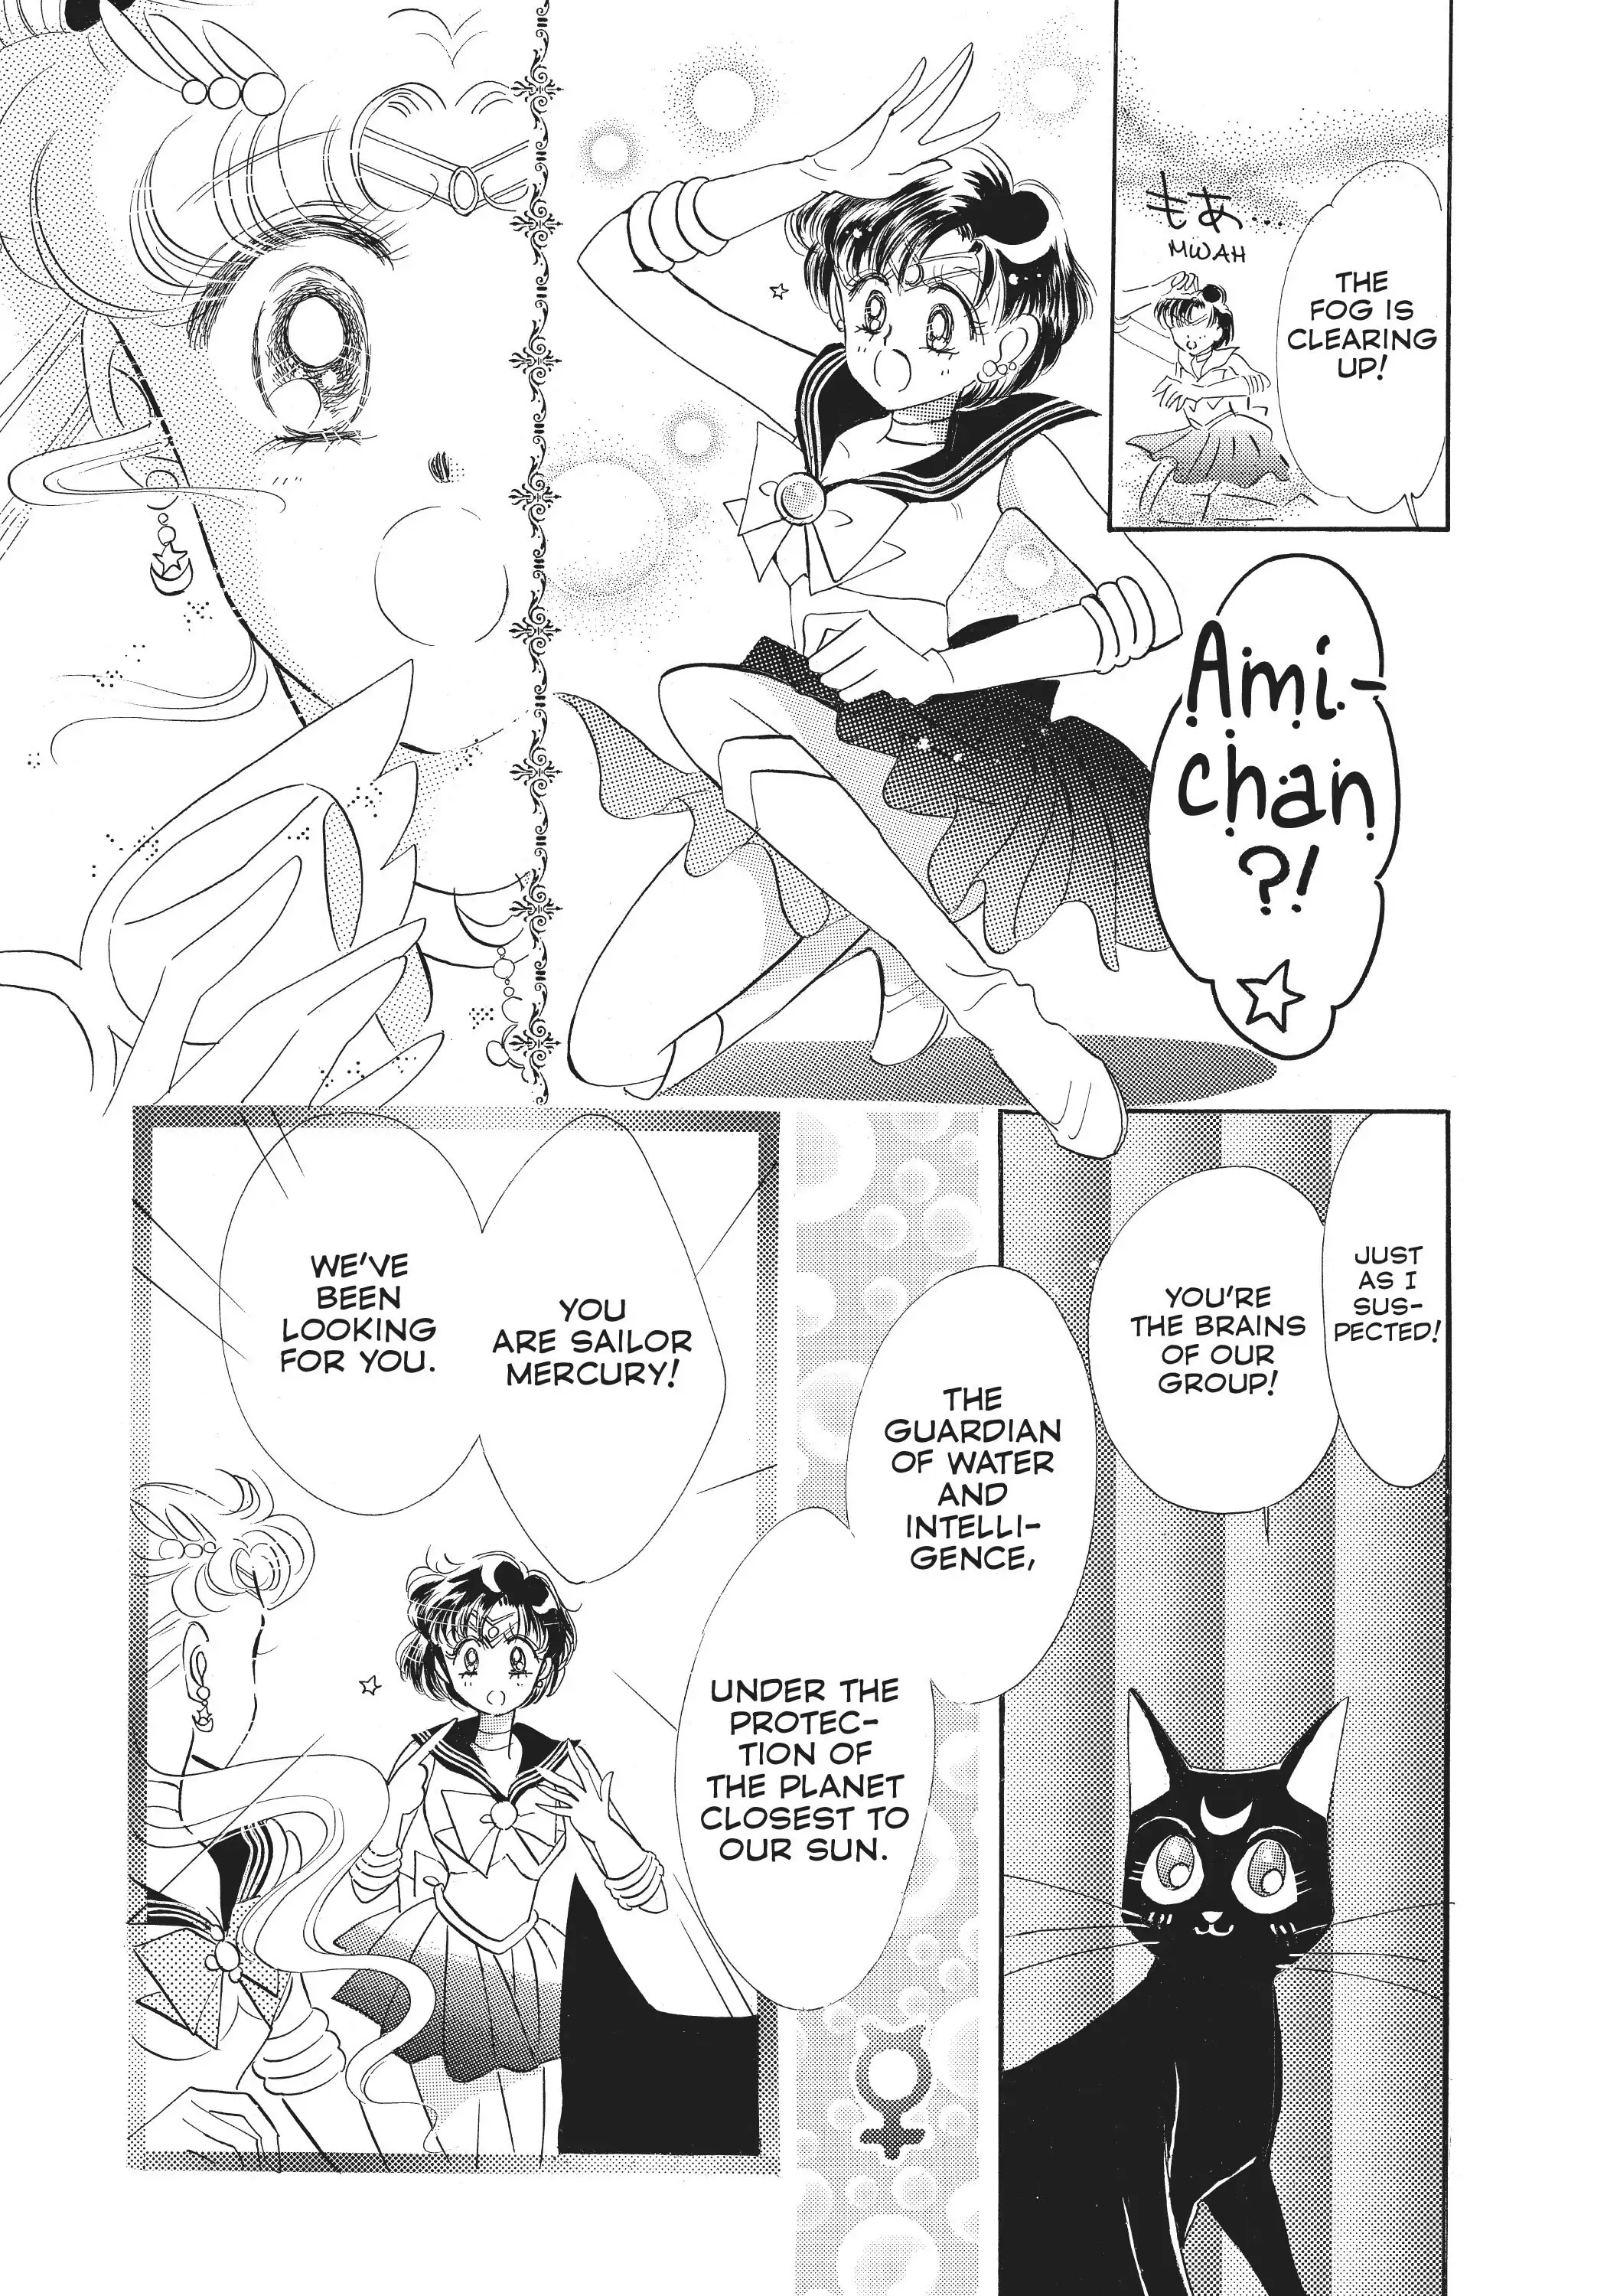 THE
FOG IS
CLEARING
UP!
もあ...
MWAH
Ami-
chan
?!
JUST
AS I
SUS-
PECTED!
YOU'RE
THE BRAINS
OF OUR
GROUP!
THE
GUARDIAN
OF WATER
AND
INTELLI-
GENCE,
UNDER THE
PROTEC-
TION OF
THE PLANET
CLOSEST TO
OUR SUN.
YOU
ARE SAILOR
MERCURY!
WE'VE
BEEN
LOOKING
FOR YOU.